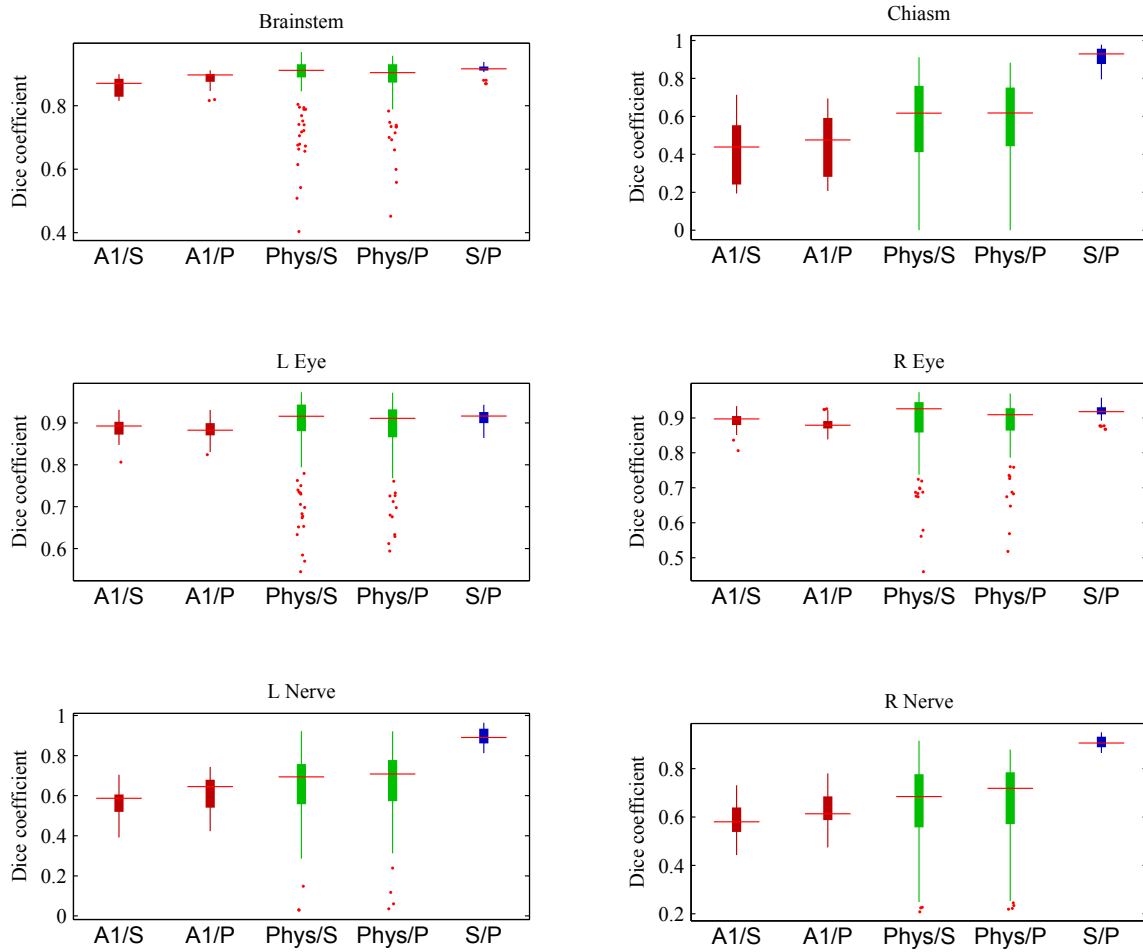 Brainstem
Dice coefficient
0.8
0.6
0.4
A1/S A1/P Phys/S Phys/P S/P
Chiasm
Dice coefficient
1
0.8
0.6
0.4
0.2
0
A1/S A1/P Phys/S Phys/P S/P
L Eye
Dice coefficient
0.9
0.8
0.7
0.6
A1/S A1/P Phys/S Phys/P S/P
R Eye
Dice coefficient
0.9
0.8
0.7
0.6
0.5
A1/S A1/P Phys/S Phys/P S/P
L Nerve
Dice coefficient
1
0.8
0.6
0.4
0.2
0
A1/S A1/P Phys/S Phys/P S/P
R Nerve
Dice coefficient
0.8
0.6
0.4
0.2
A1/S A1/P Phys/S Phys/P S/P